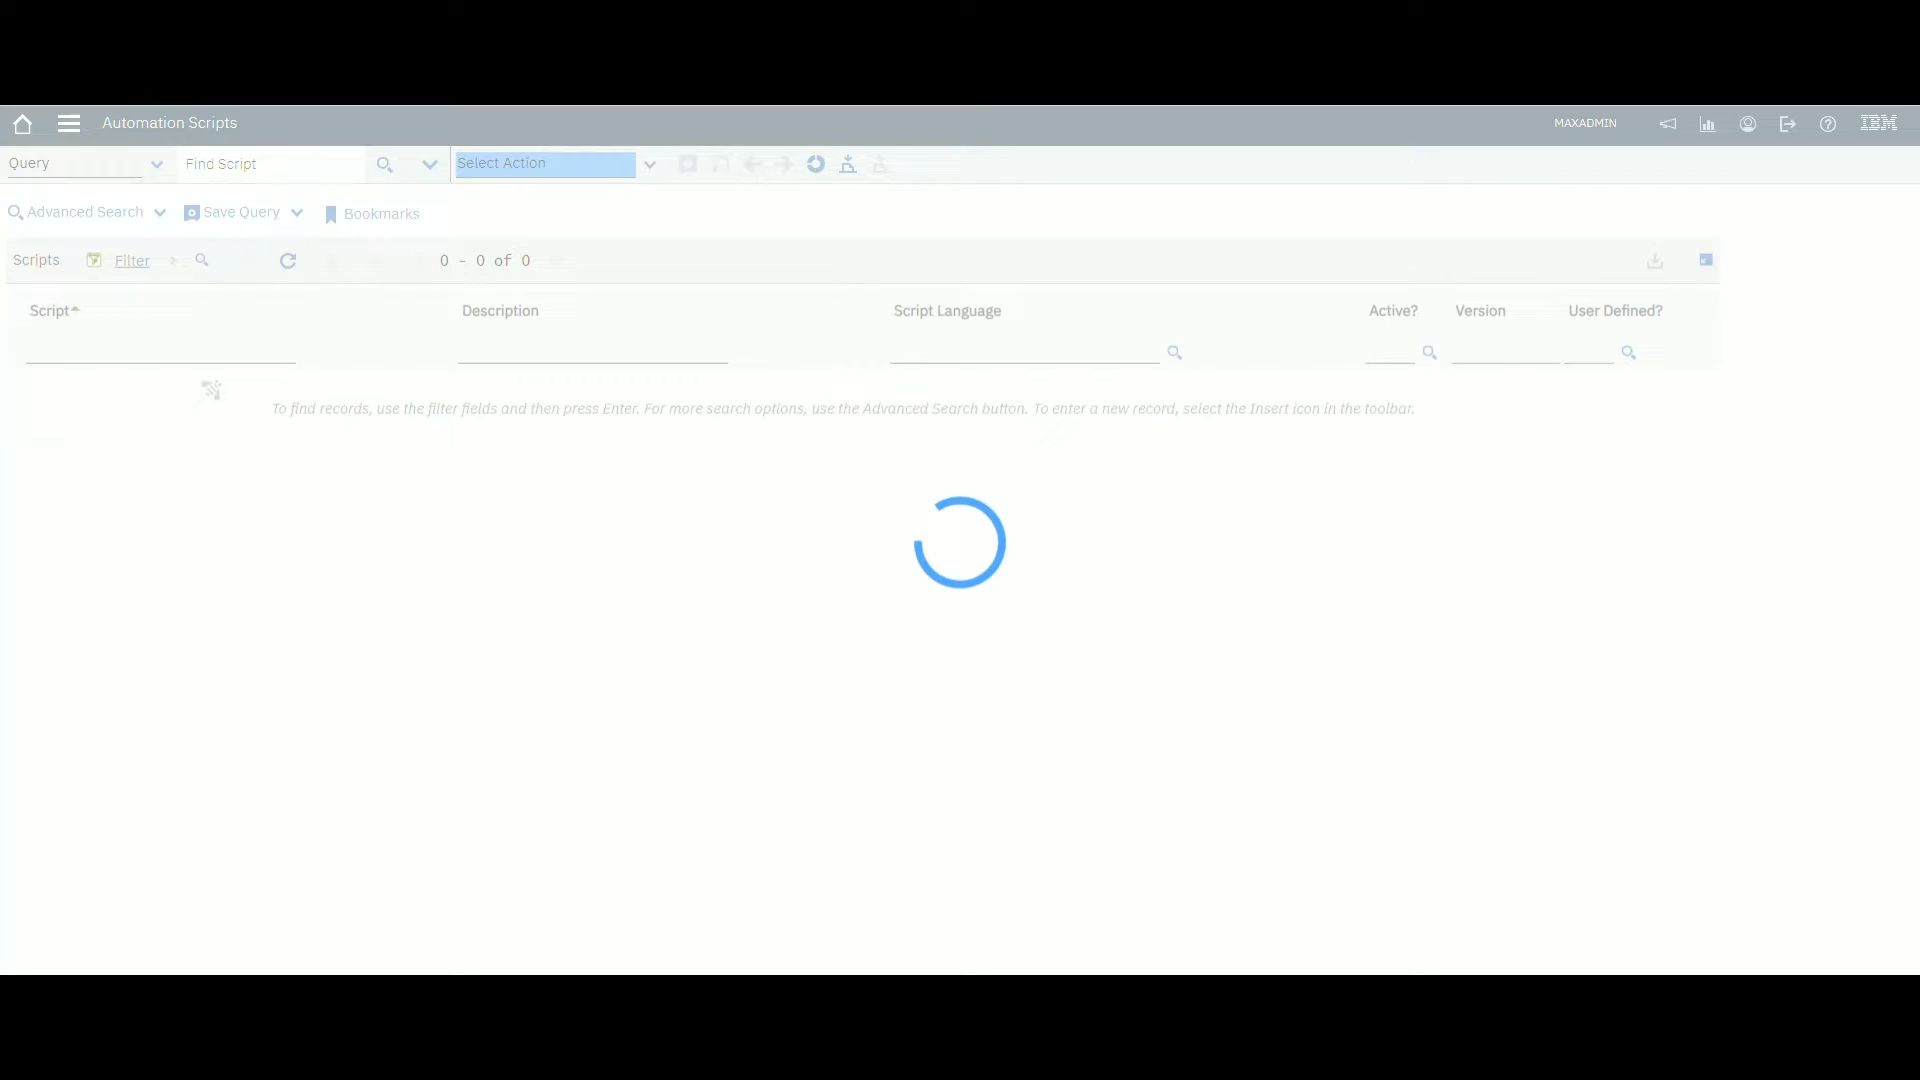 Automation Scripts
MAXADMIN
IBM
Query
Find Script
Select Action
Advanced Search
Save Query
Bookmarks
Scripts
Filter
0 - 0 of 0
Script
Description
Script Language
Active?
Version
User Defined?
To find records, use the filter fields and then press Enter. For more search options, use the Advanced Search button. To enter a new record, select the Insert icon in the toolbar.